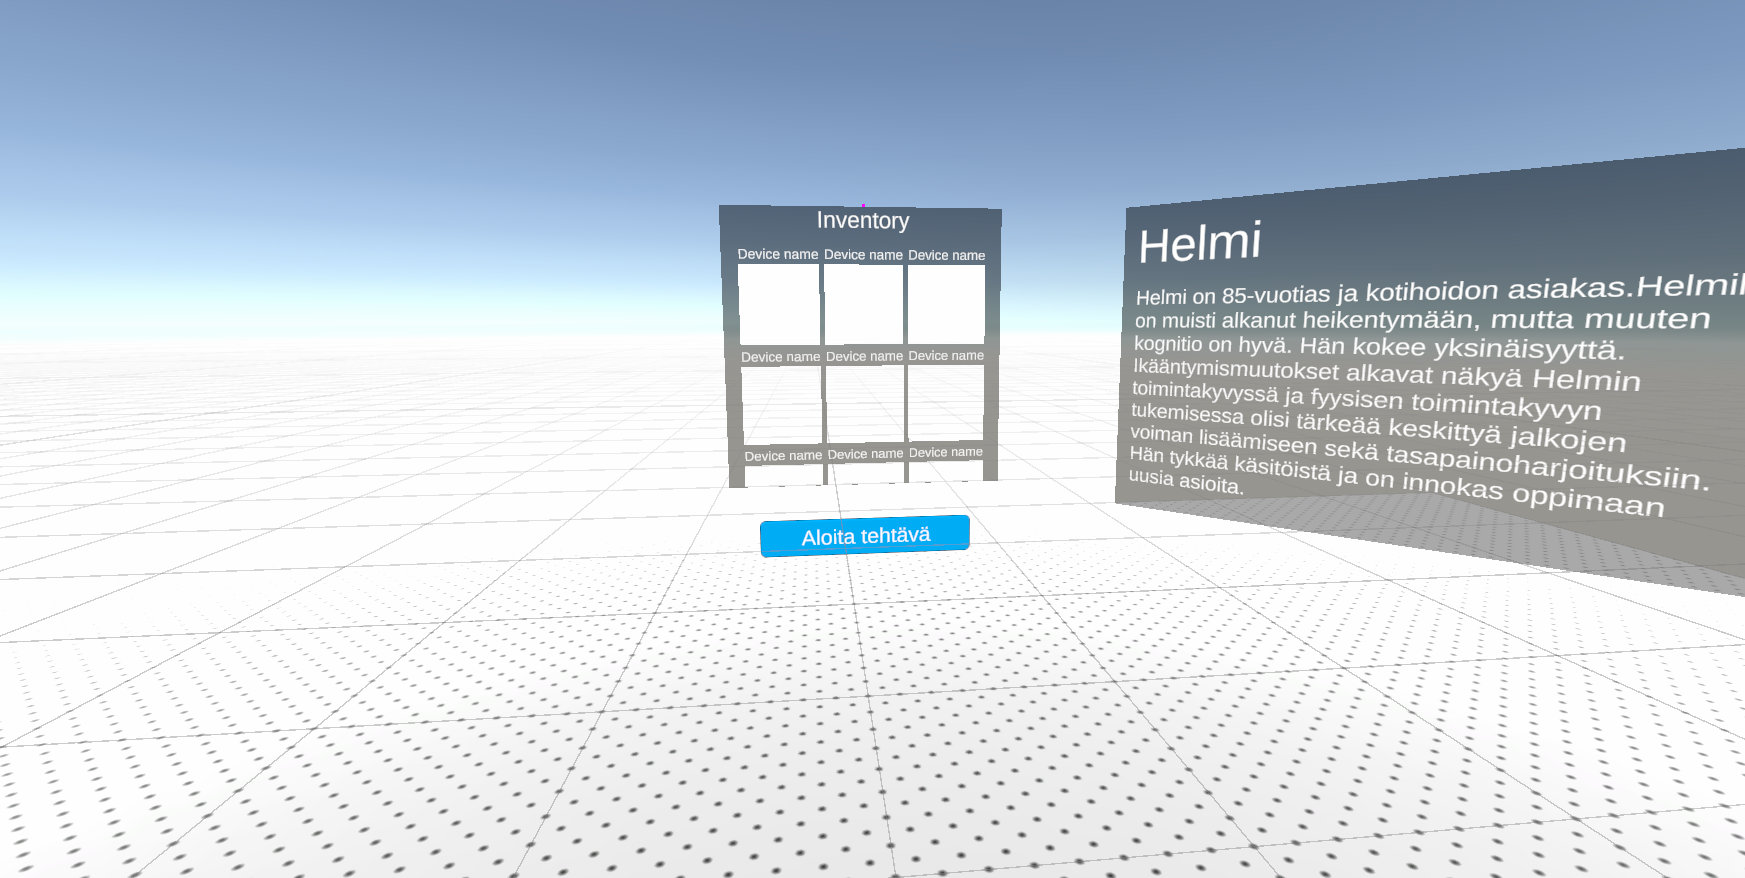 Inventory
Device name Device name Device name
Device name Device name Device name
Device name Device name Device name
Aloita tehtävä
Helmi
Helmi on 85-vuotias ja kotihoidon asiakas.
on muisti alkanut heikentymään, mutta muuten
kognitio on hyvä. Hän kokee yksinäisyyttä.
Ikääntymismuutokset alkavat näkyä Helmin
toimintakyvyssä ja fyysisen toimintakyvyn
tukemisessa olisi tärkeää keskittyä jalkojen
voiman lisäämiseen sekä tasapainoharjoituksiin.
Hän tykkää käsitöistä ja on innokas oppimaan
uusia asioita.